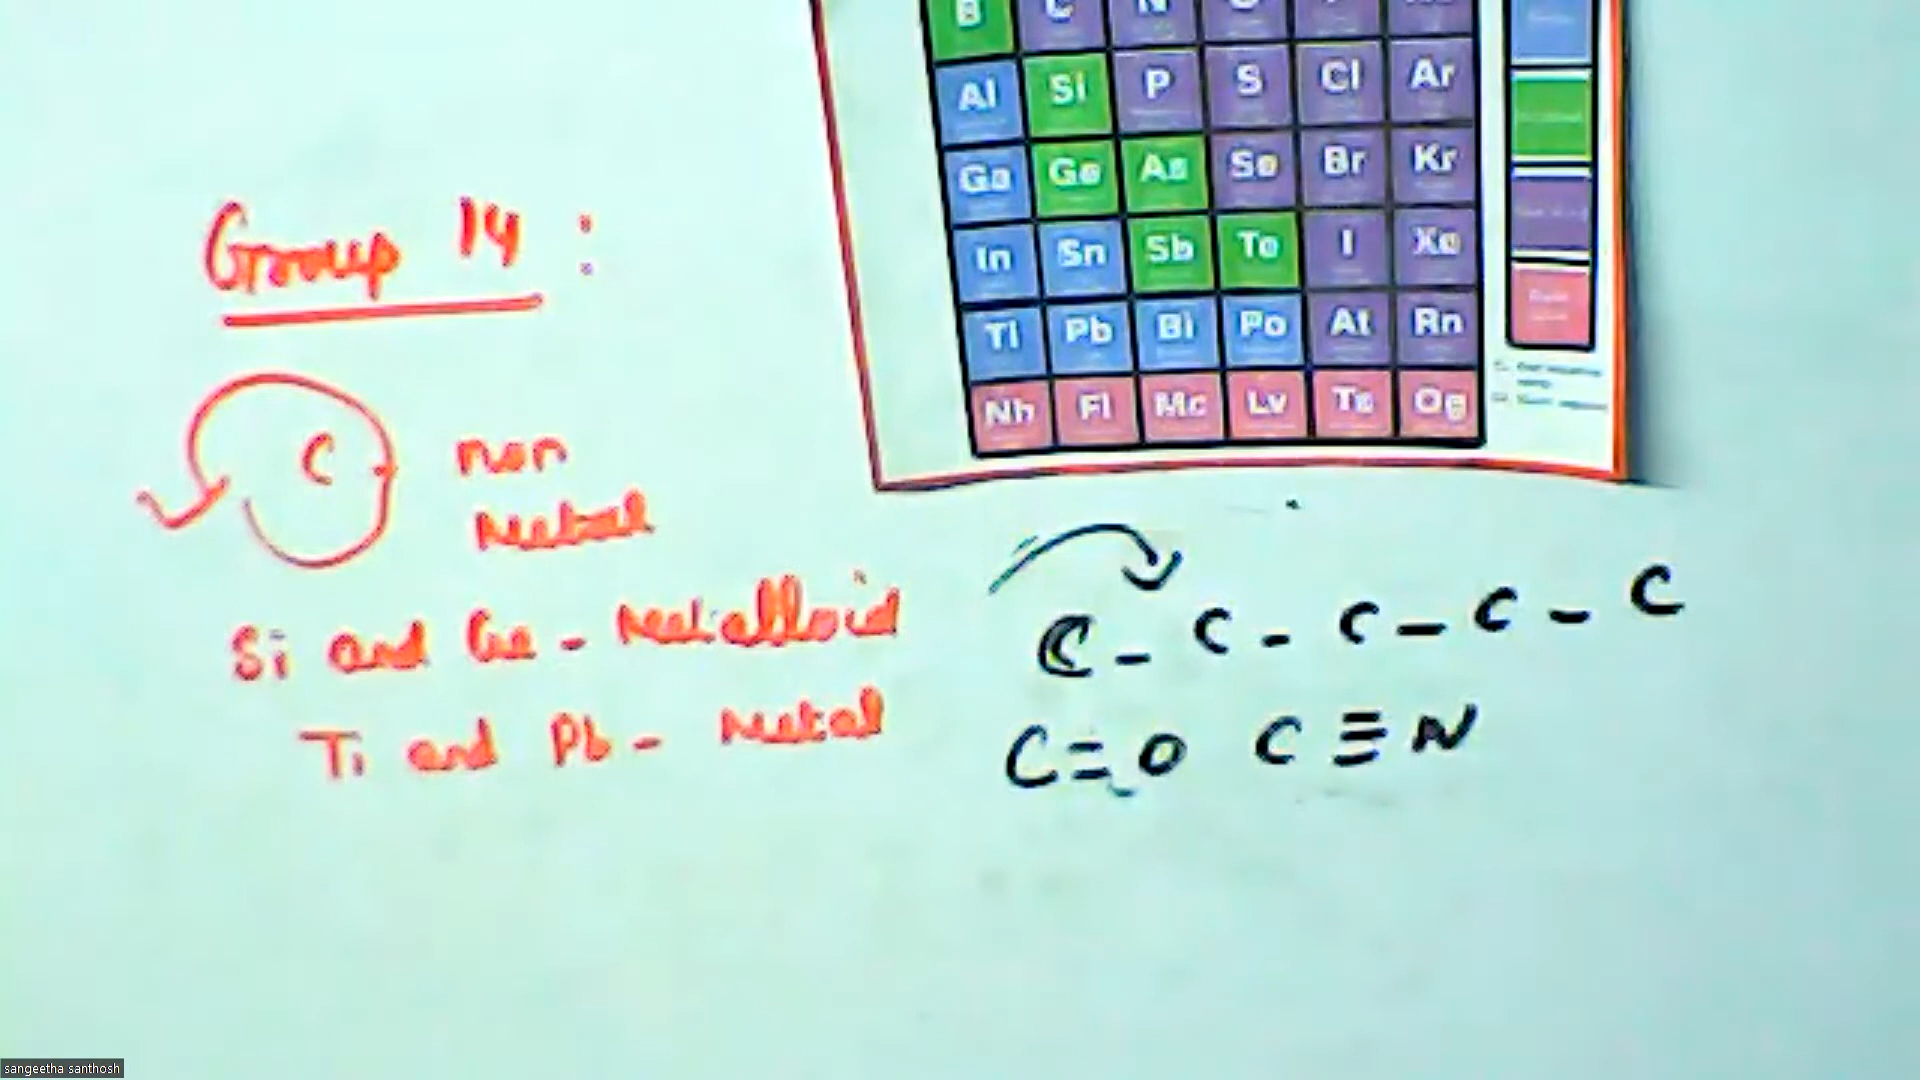 B C N
Al Si P S Cl Ar
Ga Ge As Se Br Kr
In Sn Sb Te I Xe
Tl Pb Bi Po At Rn
Nh Fl Mc Lv Ts Og
Group 14 :
C non
Metal
Si and Ge - Metalloid
Ti and Pb - Metal
C - C - C - C - C
C = O C ≡ N
sangeetha santhosh